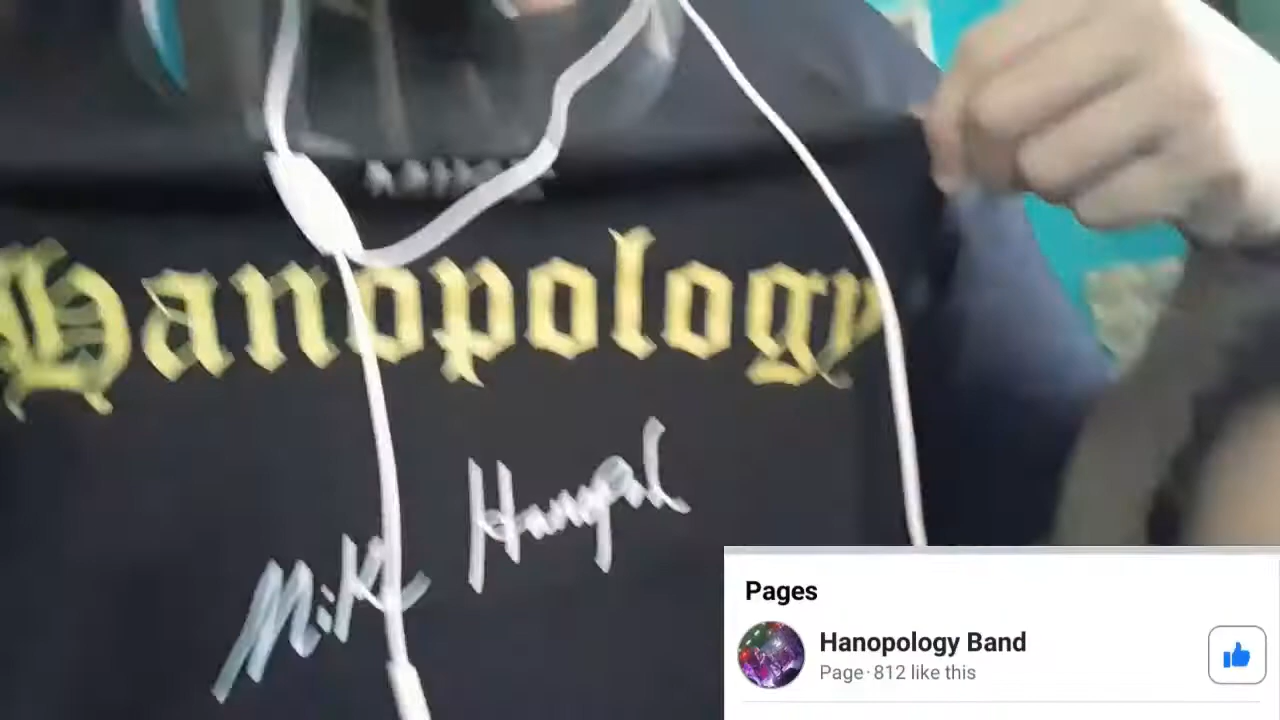 Hanopology
Mike Hanopol
Pages
Hanopology Band
Page · 812 like this